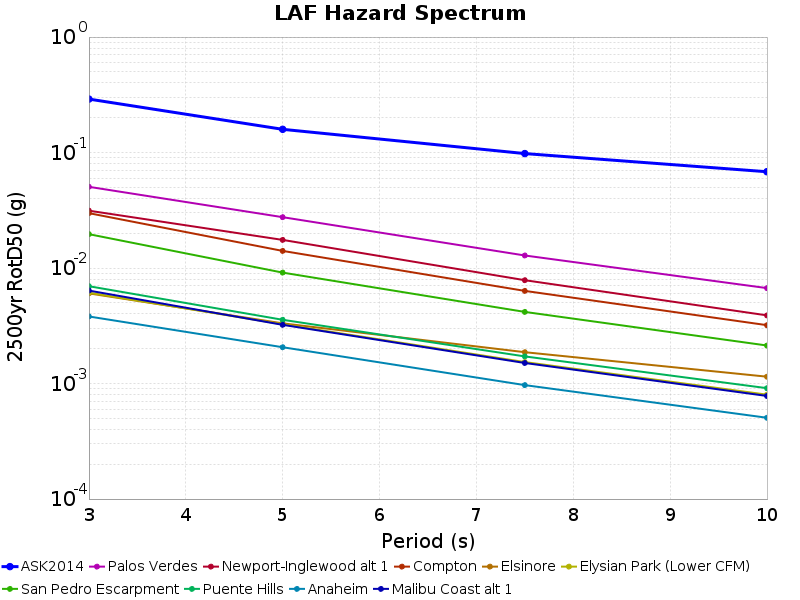 LAF Hazard Spectrum
2500yr RotD50 (g)
10^0
10^-1
10^-2
10^-3
10^-4
3 4 5 6 7 8 9 10
Period (s)
ASK2014 Palos Verdes Newport-Inglewood alt 1 Compton Elsinore Elysian Park (Lower CFM)
San Pedro Escarpment Puente Hills Anaheim Malibu Coast alt 1